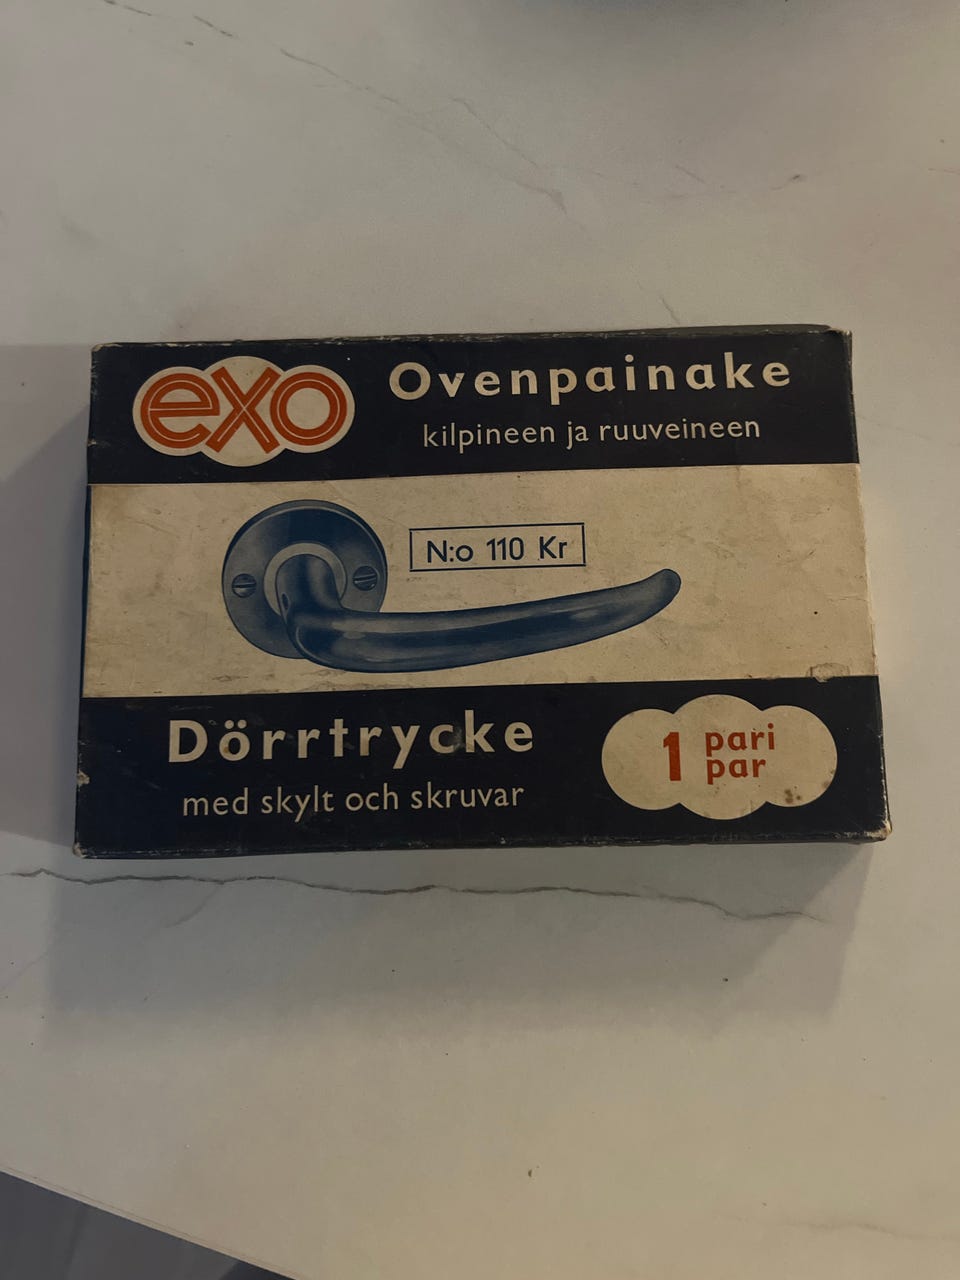 exo
Ovenpainake
kilpineen ja ruuveineen
N:o 110 Kr
Dörrtrycke
med skylt och skruvar
1 pari
par